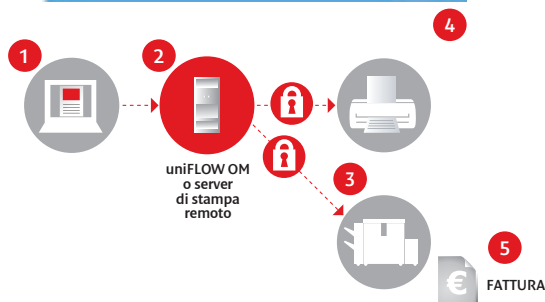 4
1
2
uniFLOW OM
o server
di stampa
remoto
3
5
€
FATTURA